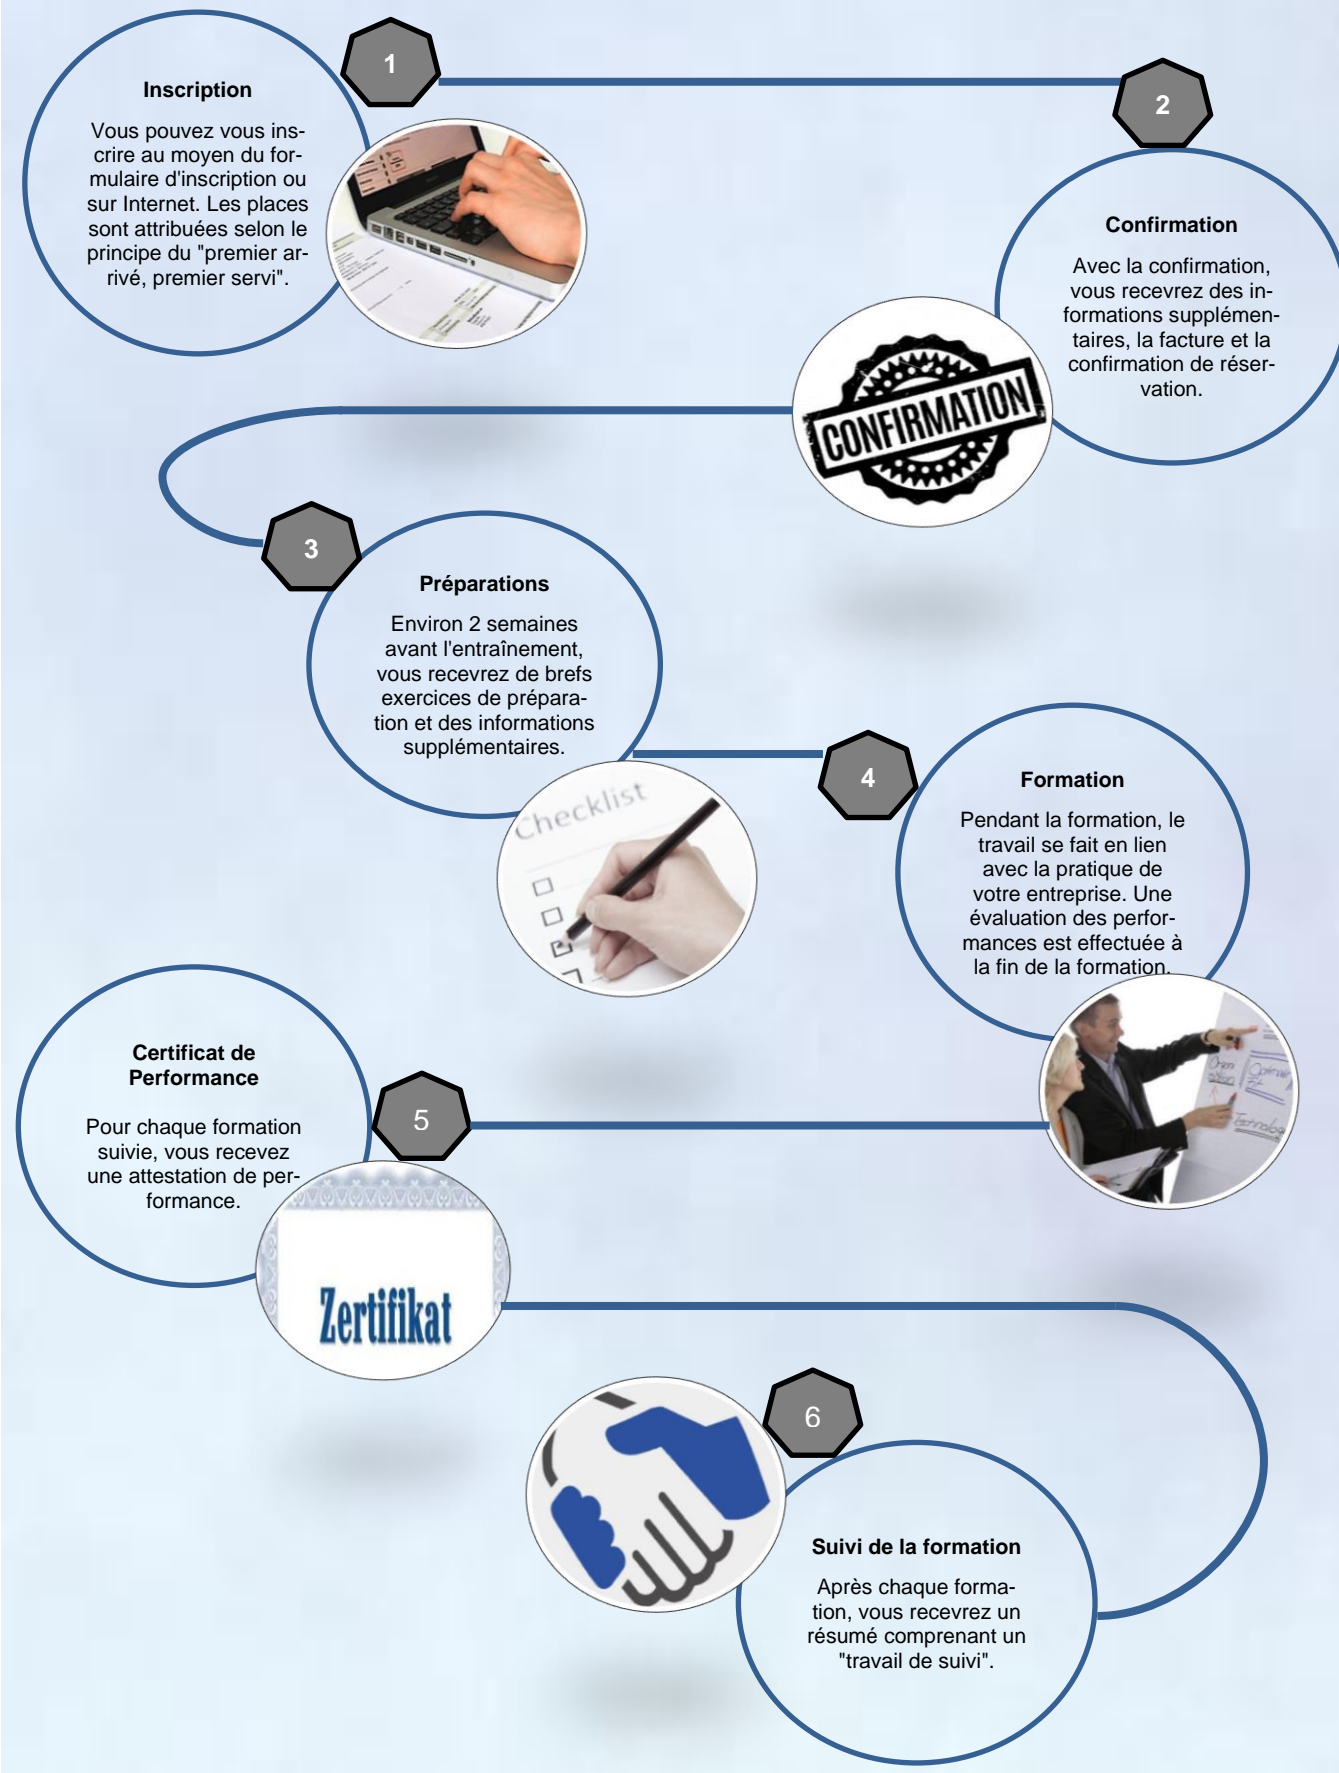 1
Inscription
Vous pouvez vous ins-
crire au moyen du for-
mulaire d'inscription ou
sur Internet. Les places
sont attribuées selon le
principe du "premier ar-
rivé, premier servi".
2
Confirmation
Avec la confirmation,
vous recevrez des in-
formations supplémen-
taires, la facture et la
confirmation de réser-
vation.
CONFIRMATION
3
Préparations
Environ 2 semaines
avant l'entraînement,
vous recevrez de brefs
exercices de prépara-
tion et des informations
supplémentaires.
Checklist
4
Formation
Pendant la formation, le
travail se fait en lien
avec la pratique de
votre entreprise. Une
évaluation des perfor-
mances est effectuée à
la fin de la formation.
5
Certificat de
Performance
Pour chaque formation
suivie, vous recevez
une attestation de per-
formance.
Zertifikat
6
Suivi de la formation
Après chaque forma-
tion, vous recevrez un
résumé comprenant un
"travail de suivi".